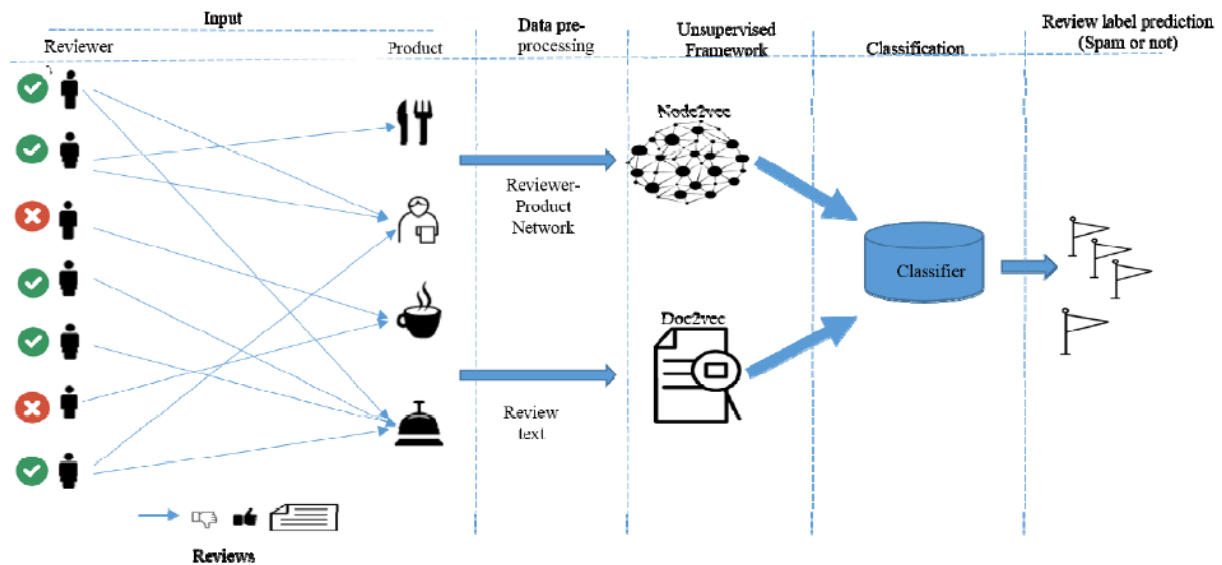 Input
Reviewer
Product
Data pre-
processing
Unsupervised
Framework
Classification
Review label prediction
(Spam or not)
Node2vec
Reviewer-
Product
Network
Classifier
Doc2vec
Review
text
Reviews